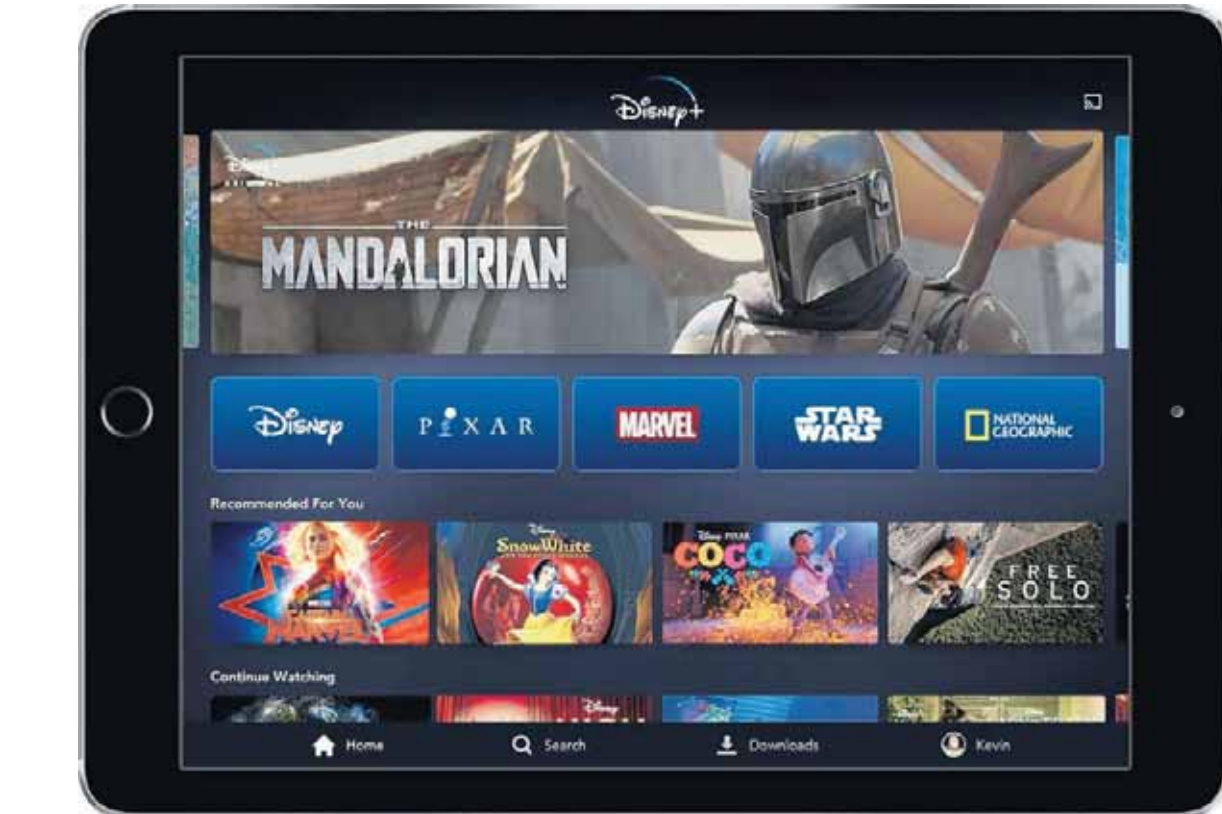 Disney+
Disney
THE
MANDALORIAN
Disney
PIXAR
MARVEL
STAR
WARS
NATIONAL
GEOGRAPHIC
Recommended For You
MARVEL
Disney
Snow White
Disney PIXAR
COCO
FREE
SOLO
Continue Watching
Disney
Home
Search
Downloads
Kevin